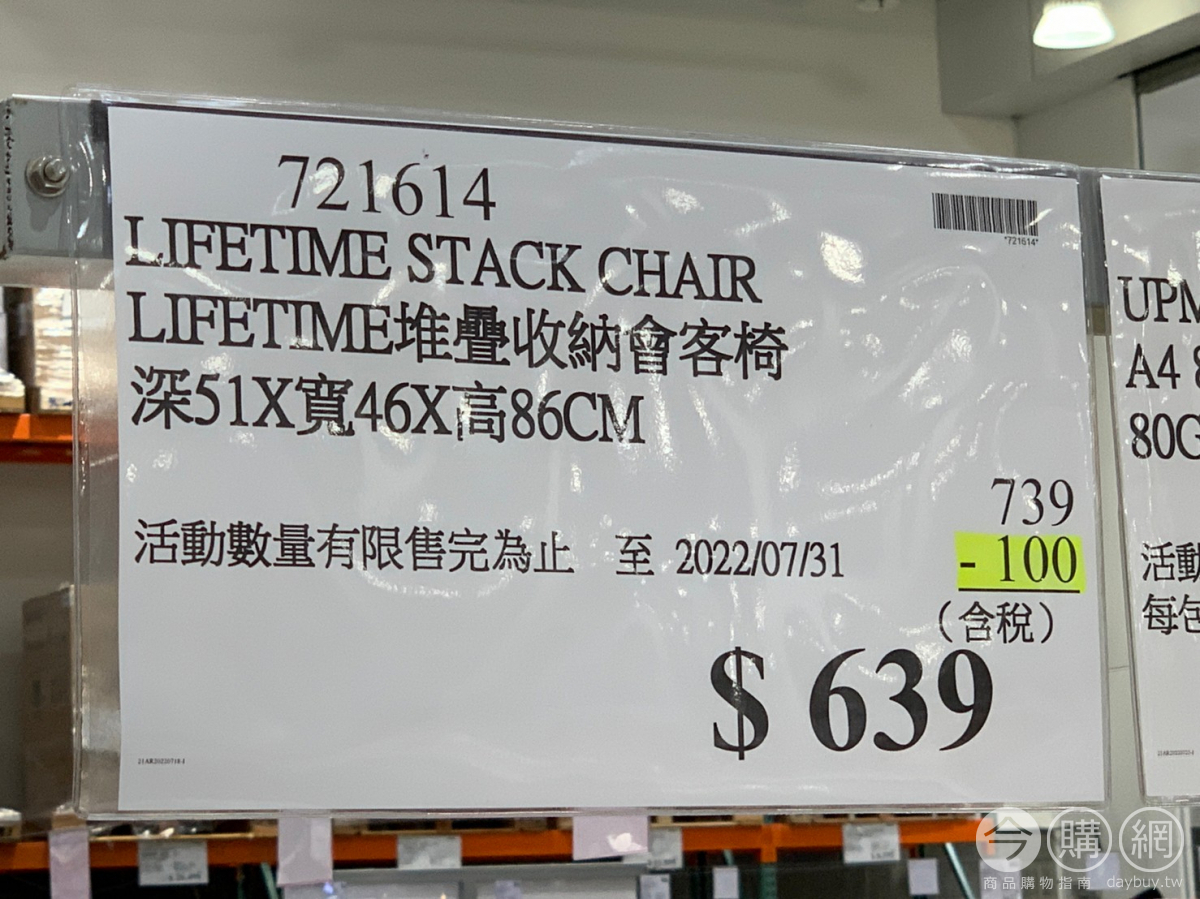 721614
*721614*
LIFETIME STACK CHAIR
LIFETIME堆疊收納會客椅
深51X寬46X高86CM
739
活動數量有限售完為止 至 2022/07/31
- 100
(含稅)
$ 639
UPM
A4 8
80G
活動
每包
今購網
商品購物指南 daybuy.tw